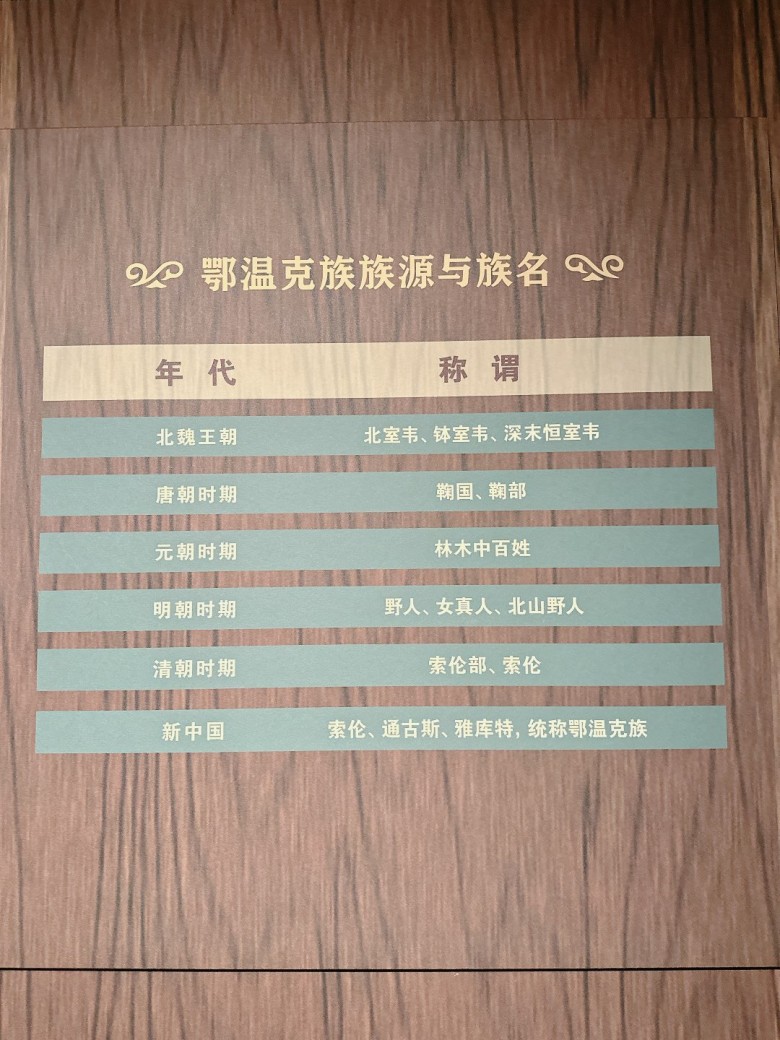 鄂温克族族源与族名
年代 称谓
北魏王朝 北室韦、钵室韦、深末恒室韦
唐朝时期 鞠国、鞠部
元朝时期 林木中百姓
明朝时期 野人、女真人、北山野人
清朝时期 索伦部、索伦
新中国 索伦、通古斯、雅库特，统称鄂温克族